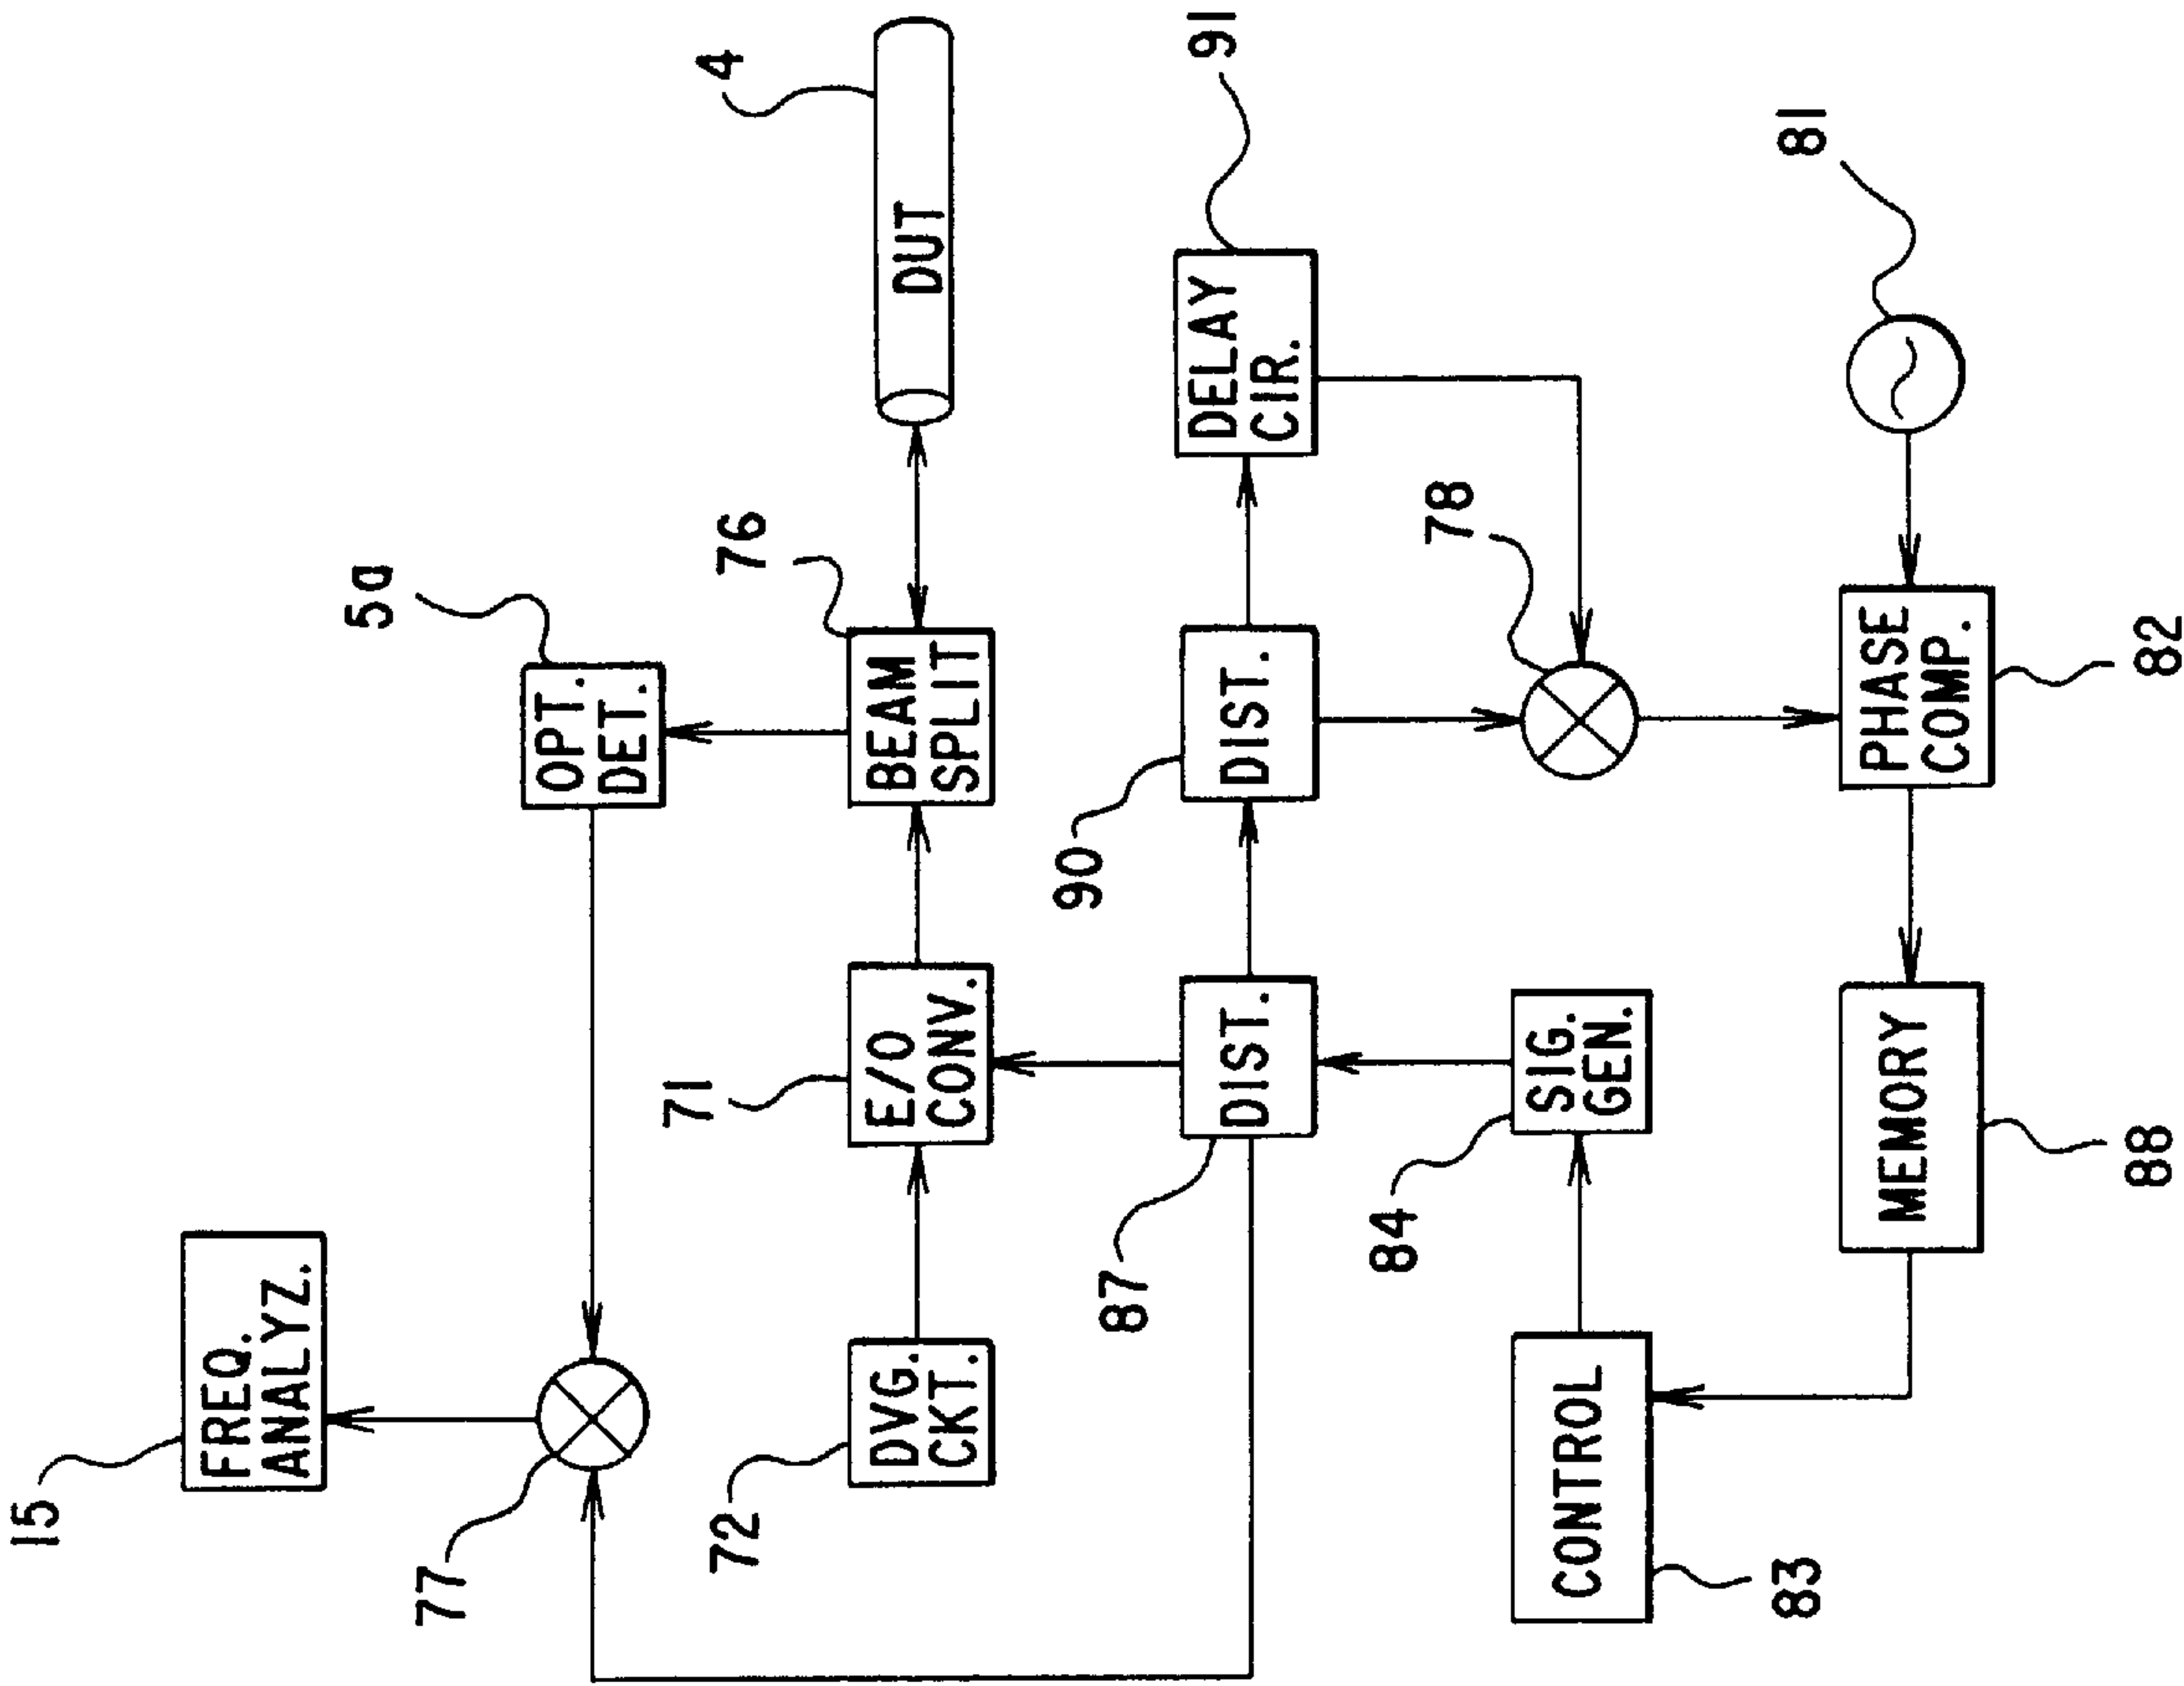 15
FREQ.
ANALYZ.
77
5a
OPT.
DET.
72
DVG.
CKT.
71
E/O
CONV.
76
BEAM
SPLIT
4
DUT
87
DIST.
90
DIST.
91
DELAY
CIR.
84
SIG.
GEN.
78
83
CONTROL
88
MEMORY
82
PHASE
COMP.
81